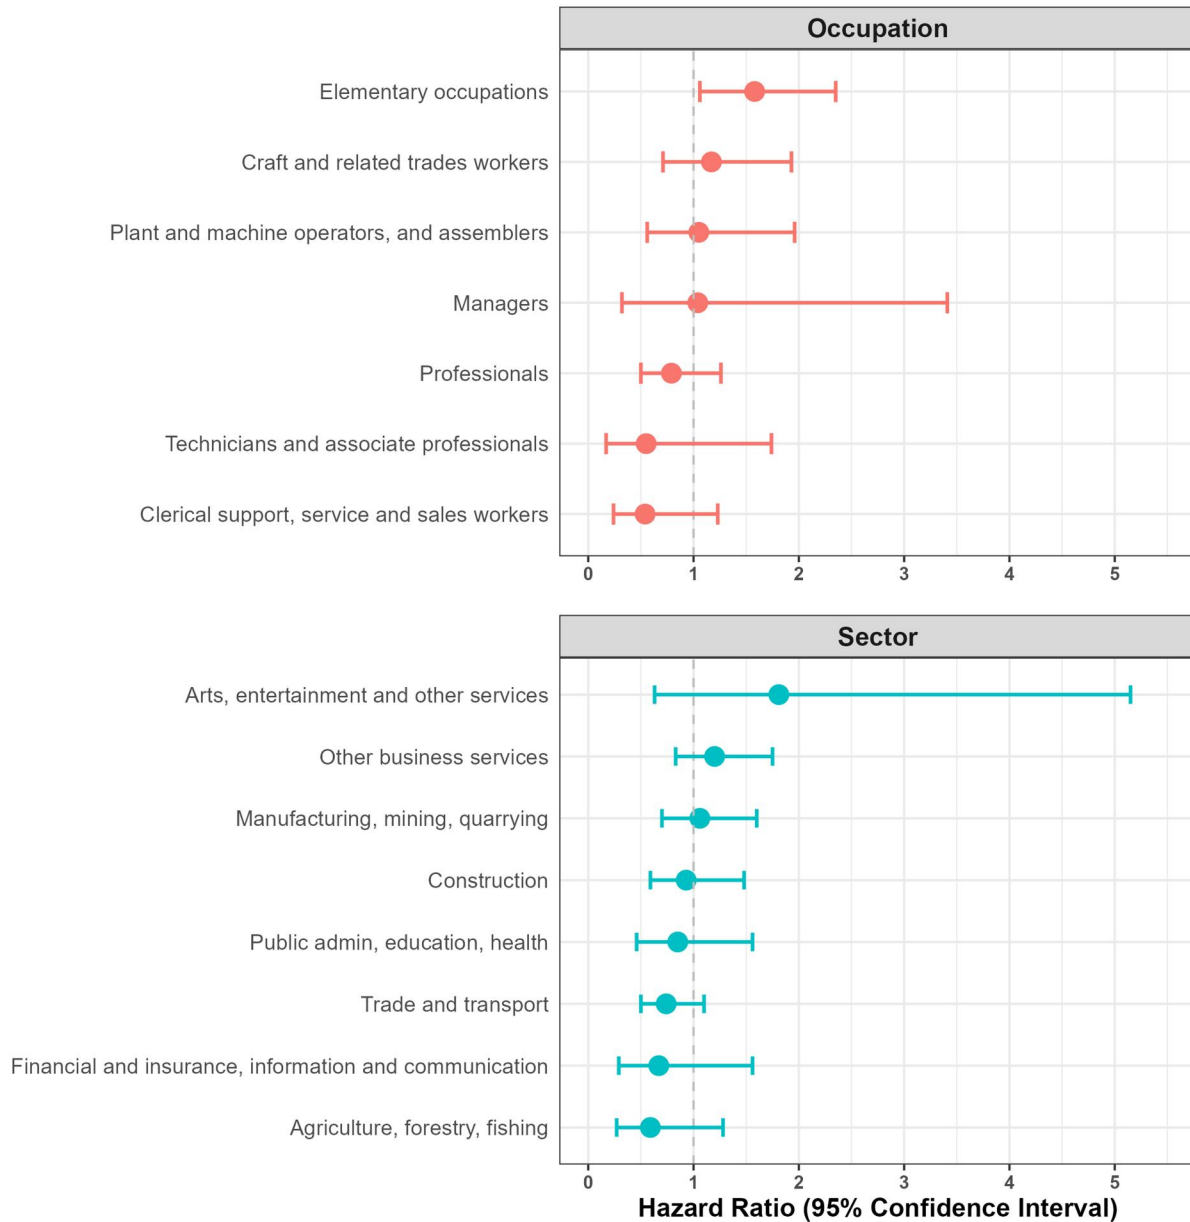 Occupation
Elementary occupations
Craft and related trades workers
Plant and machine operators, and assemblers
Managers
Professionals
Technicians and associate professionals
Clerical support, service and sales workers
0 1 2 3 4 5
Sector
Arts, entertainment and other services
Other business services
Manufacturing, mining, quarrying
Construction
Public admin, education, health
Trade and transport
Financial and insurance, information and communication
Agriculture, forestry, fishing
0 1 2 3 4 5
Hazard Ratio (95% Confidence Interval)